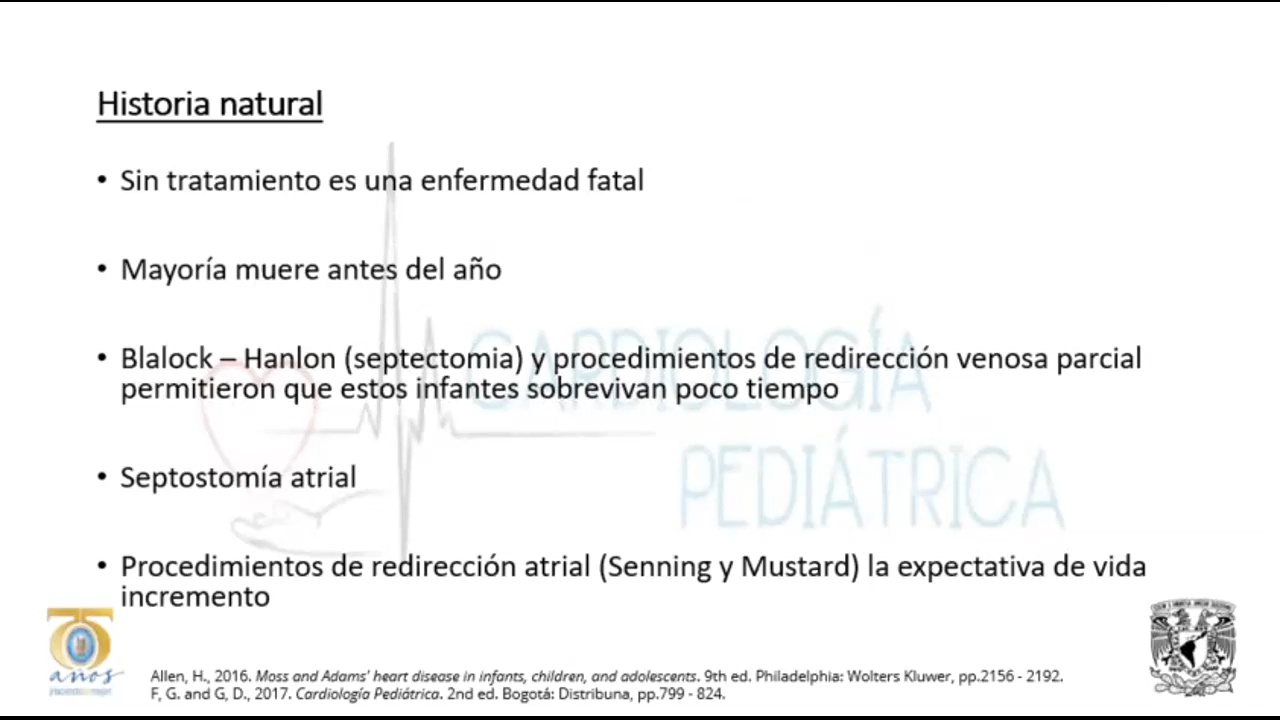 Historia natural
• Sin tratamiento es una enfermedad fatal
• Mayoría muere antes del año
• Blalock – Hanlon (septectomia) y procedimientos de redirección venosa parcial
permitieron que estos infantes sobrevivan poco tiempo
• Septostomía atrial
• Procedimientos de redirección atrial (Senning y Mustard) la expectativa de vida
incremento
CARDIOLOGÍA
PEDIÁTRICA
75
años
Allen, H., 2016. Moss and Adams’ heart disease in infants, children, and adolescents. 9th ed. Philadelphia: Wolters Kluwer, pp.2156 - 2192.
F, G. and G, D., 2017. Cardiología Pediátrica. 2nd ed. Bogotá: Distribuna, pp.799 - 824.